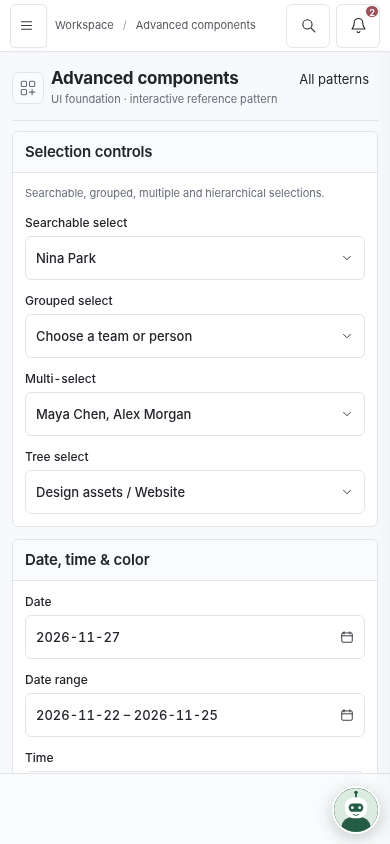 Workspace / Advanced components
2
Advanced components
All patterns
UI foundation · interactive reference pattern
Selection controls
Searchable, grouped, multiple and hierarchical selections.
Searchable select
Nina Park
Grouped select
Choose a team or person
Multi-select
Maya Chen, Alex Morgan
Tree select
Design assets / Website
Date, time & color
Date
2026-11-27
Date range
2026-11-22 – 2026-11-25
Time